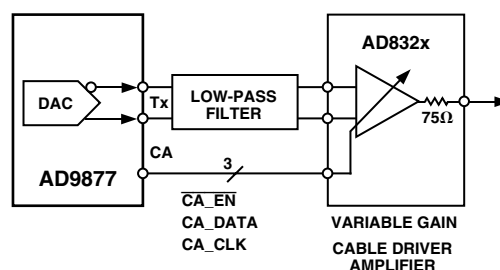 AD832x
DAC
Tx
LOW-PASS
FILTER
75Ω
CA
3
AD9877
CA_EN
CA_DATA
CA_CLK
VARIABLE GAIN
CABLE DRIVER
AMPLIFIER